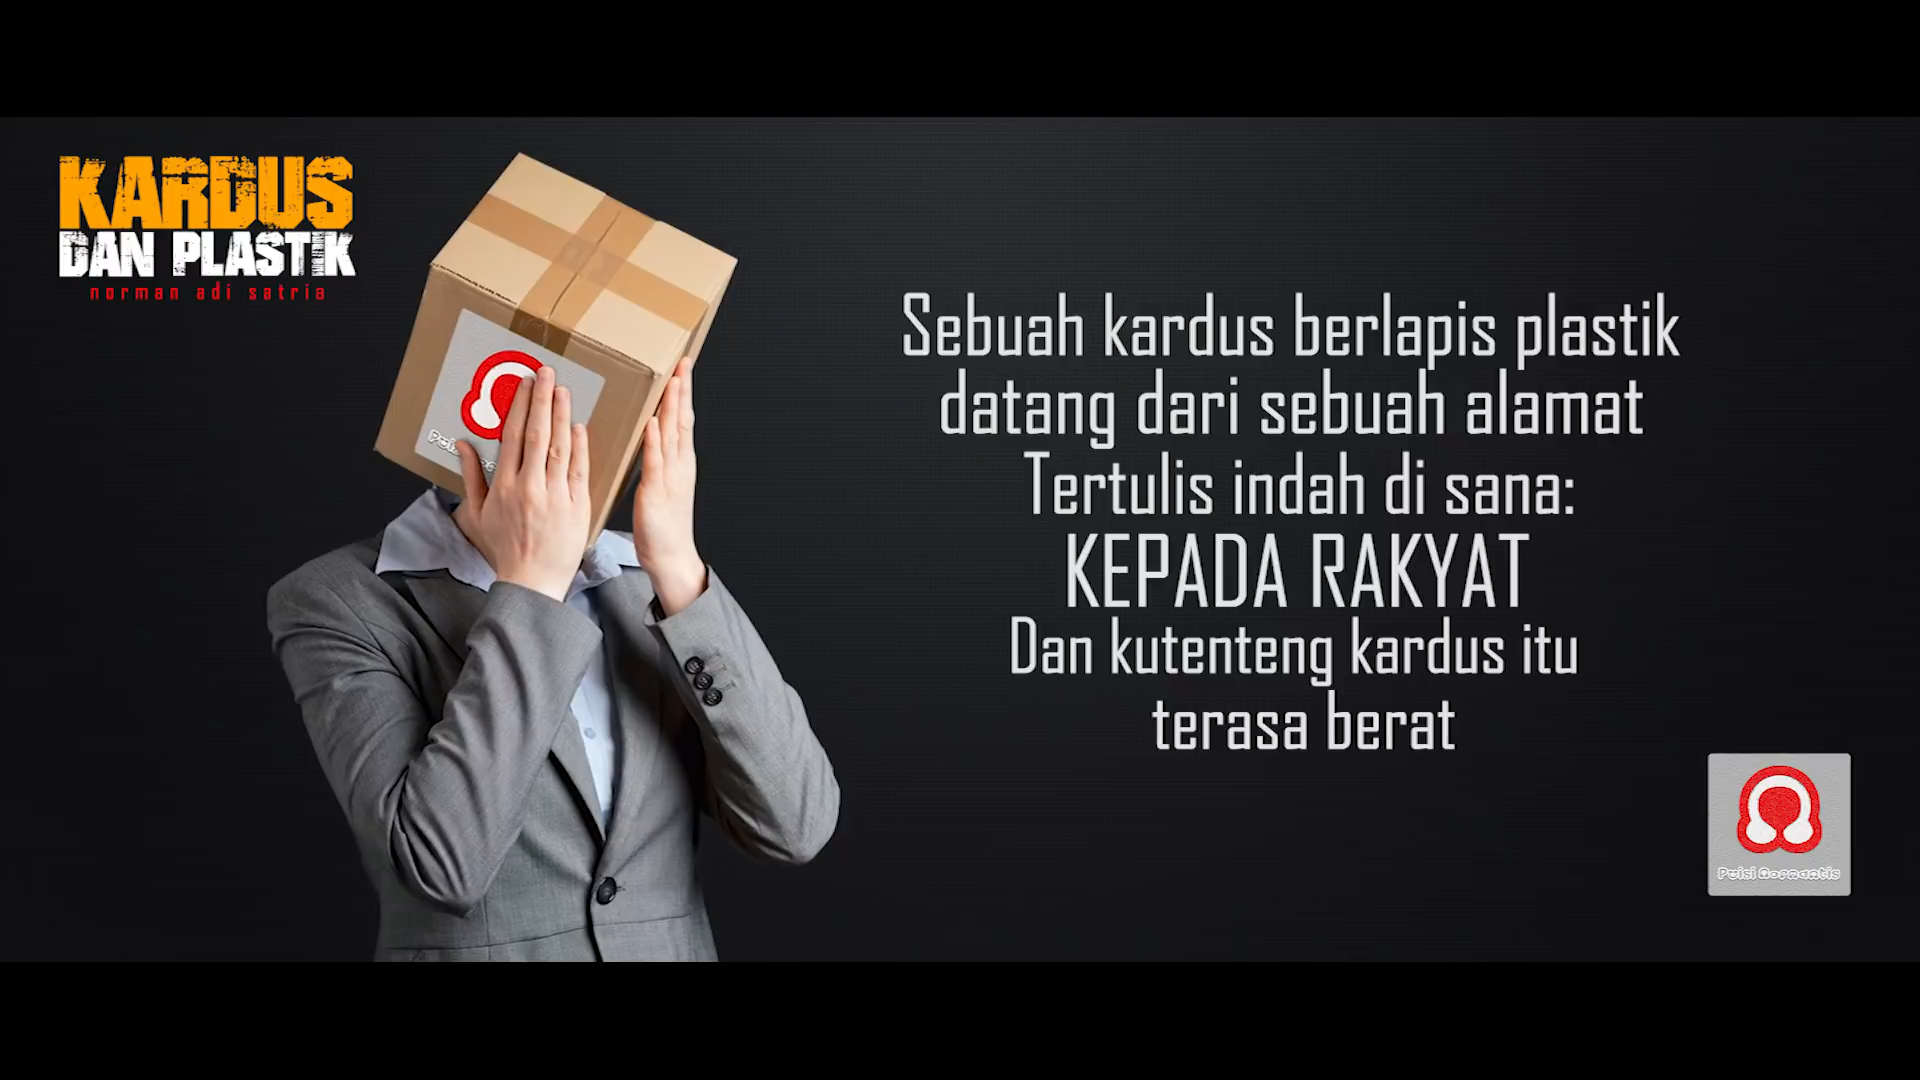 KARDUS
DAN PLASTIK
norman adi satria
Sebuah kardus berlapis plastik
datang dari sebuah alamat
Tertulis indah di sana:
KEPADA RAKYAT
Dan kutenteng kardus itu
terasa berat
Puisi Normantis